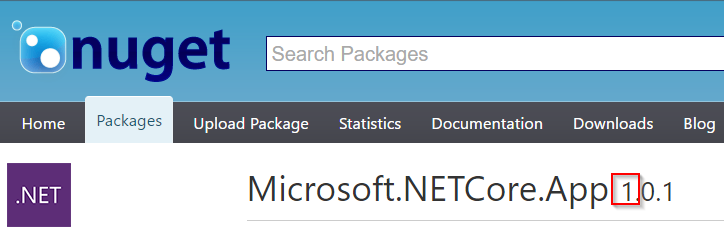 nuget
Search Packages
Home Packages Upload Package Statistics Documentation Downloads Blog
.NET
Microsoft.NETCore.App 1.0.1